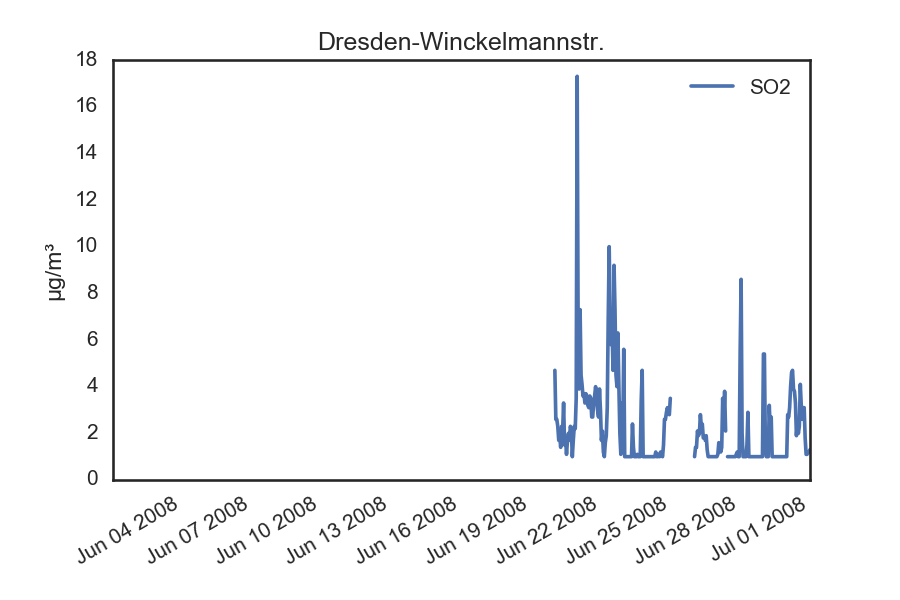 Dresden-Winckelmannstr.
SO2
µg/m³
18
16
14
12
10
8
6
4
2
0
Jun 04 2008
Jun 07 2008
Jun 10 2008
Jun 13 2008
Jun 16 2008
Jun 19 2008
Jun 22 2008
Jun 25 2008
Jun 28 2008
Jul 01 2008